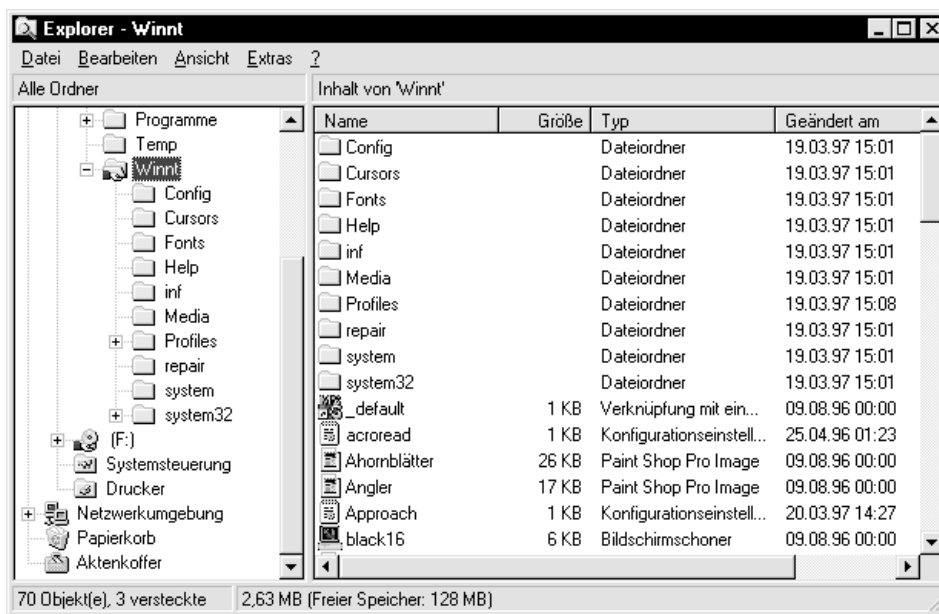 Explorer - Winnt
Datei Bearbeiten Ansicht Extras ?
Alle Ordner
Inhalt von 'Winnt'
Programme
Temp
Winnt
Config
Cursors
Fonts
Help
inf
Media
Profiles
repair
system
system32
(F:)
Systemsteuerung
Drucker
Netzwerkumgebung
Papierkorb
Aktenkoffer
Name Größe Typ Geändert am
Config Dateiordner 19.03.97 15:01
Cursors Dateiordner 19.03.97 15:01
Fonts Dateiordner 19.03.97 15:01
Help Dateiordner 19.03.97 15:01
inf Dateiordner 19.03.97 15:01
Media Dateiordner 19.03.97 15:01
Profiles Dateiordner 19.03.97 15:08
repair Dateiordner 19.03.97 15:01
system Dateiordner 19.03.97 15:01
system32 Dateiordner 19.03.97 15:01
_default 1 KB Verknüpfung mit ein... 09.08.96 00:00
acroread 1 KB Konfigurationseinstell... 25.04.96 01:23
Ahornblätter 26 KB Paint Shop Pro Image 09.08.96 00:00
Angler 17 KB Paint Shop Pro Image 09.08.96 00:00
Approach 1 KB Konfigurationseinstell... 20.03.97 14:27
black16 6 KB Bildschirmschoner 09.08.96 00:00
70 Objekt(e), 3 versteckte 2,63 MB (Freier Speicher: 128 MB)